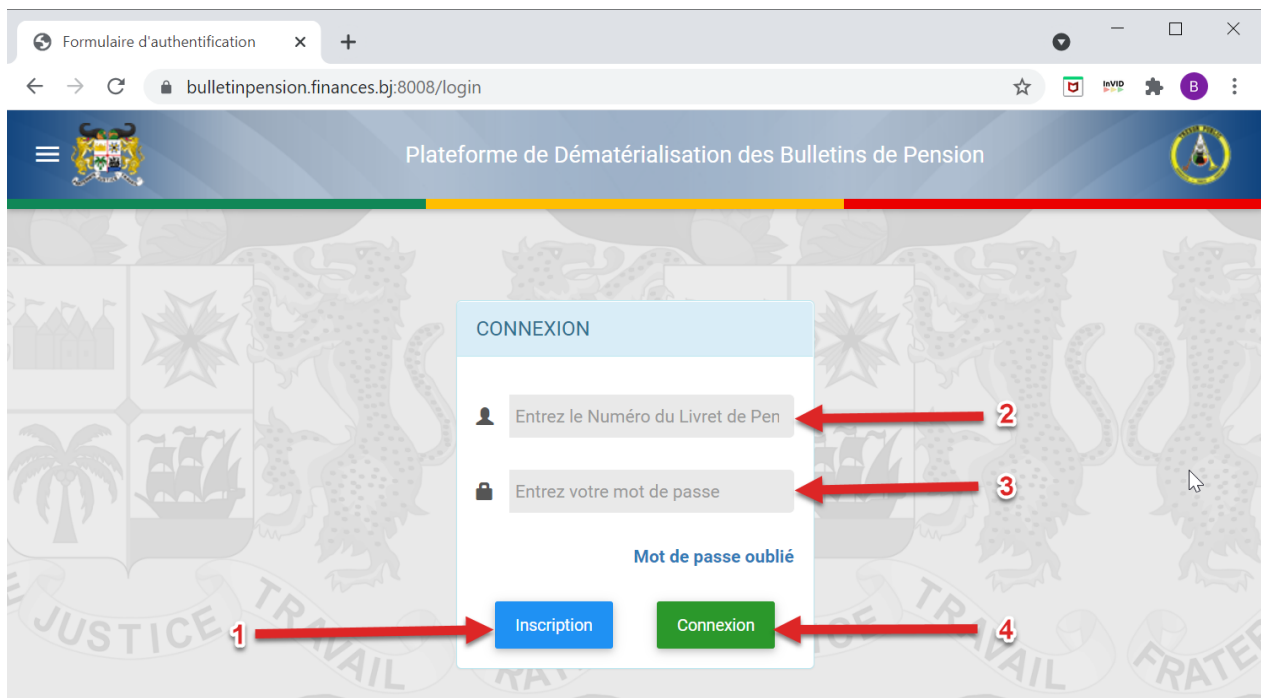 Formulaire d'authentification
bulletinpension.finances.bj:8008/login
InVID
B
Plateforme de Dématérialisation des Bulletins de Pension
CONNEXION
Entrez le Numéro du Livret de Pen
2
Entrez votre mot de passe
3
Mot de passe oublié
1
Inscription
Connexion
4
JUSTICE TRAVAIL
FRATE